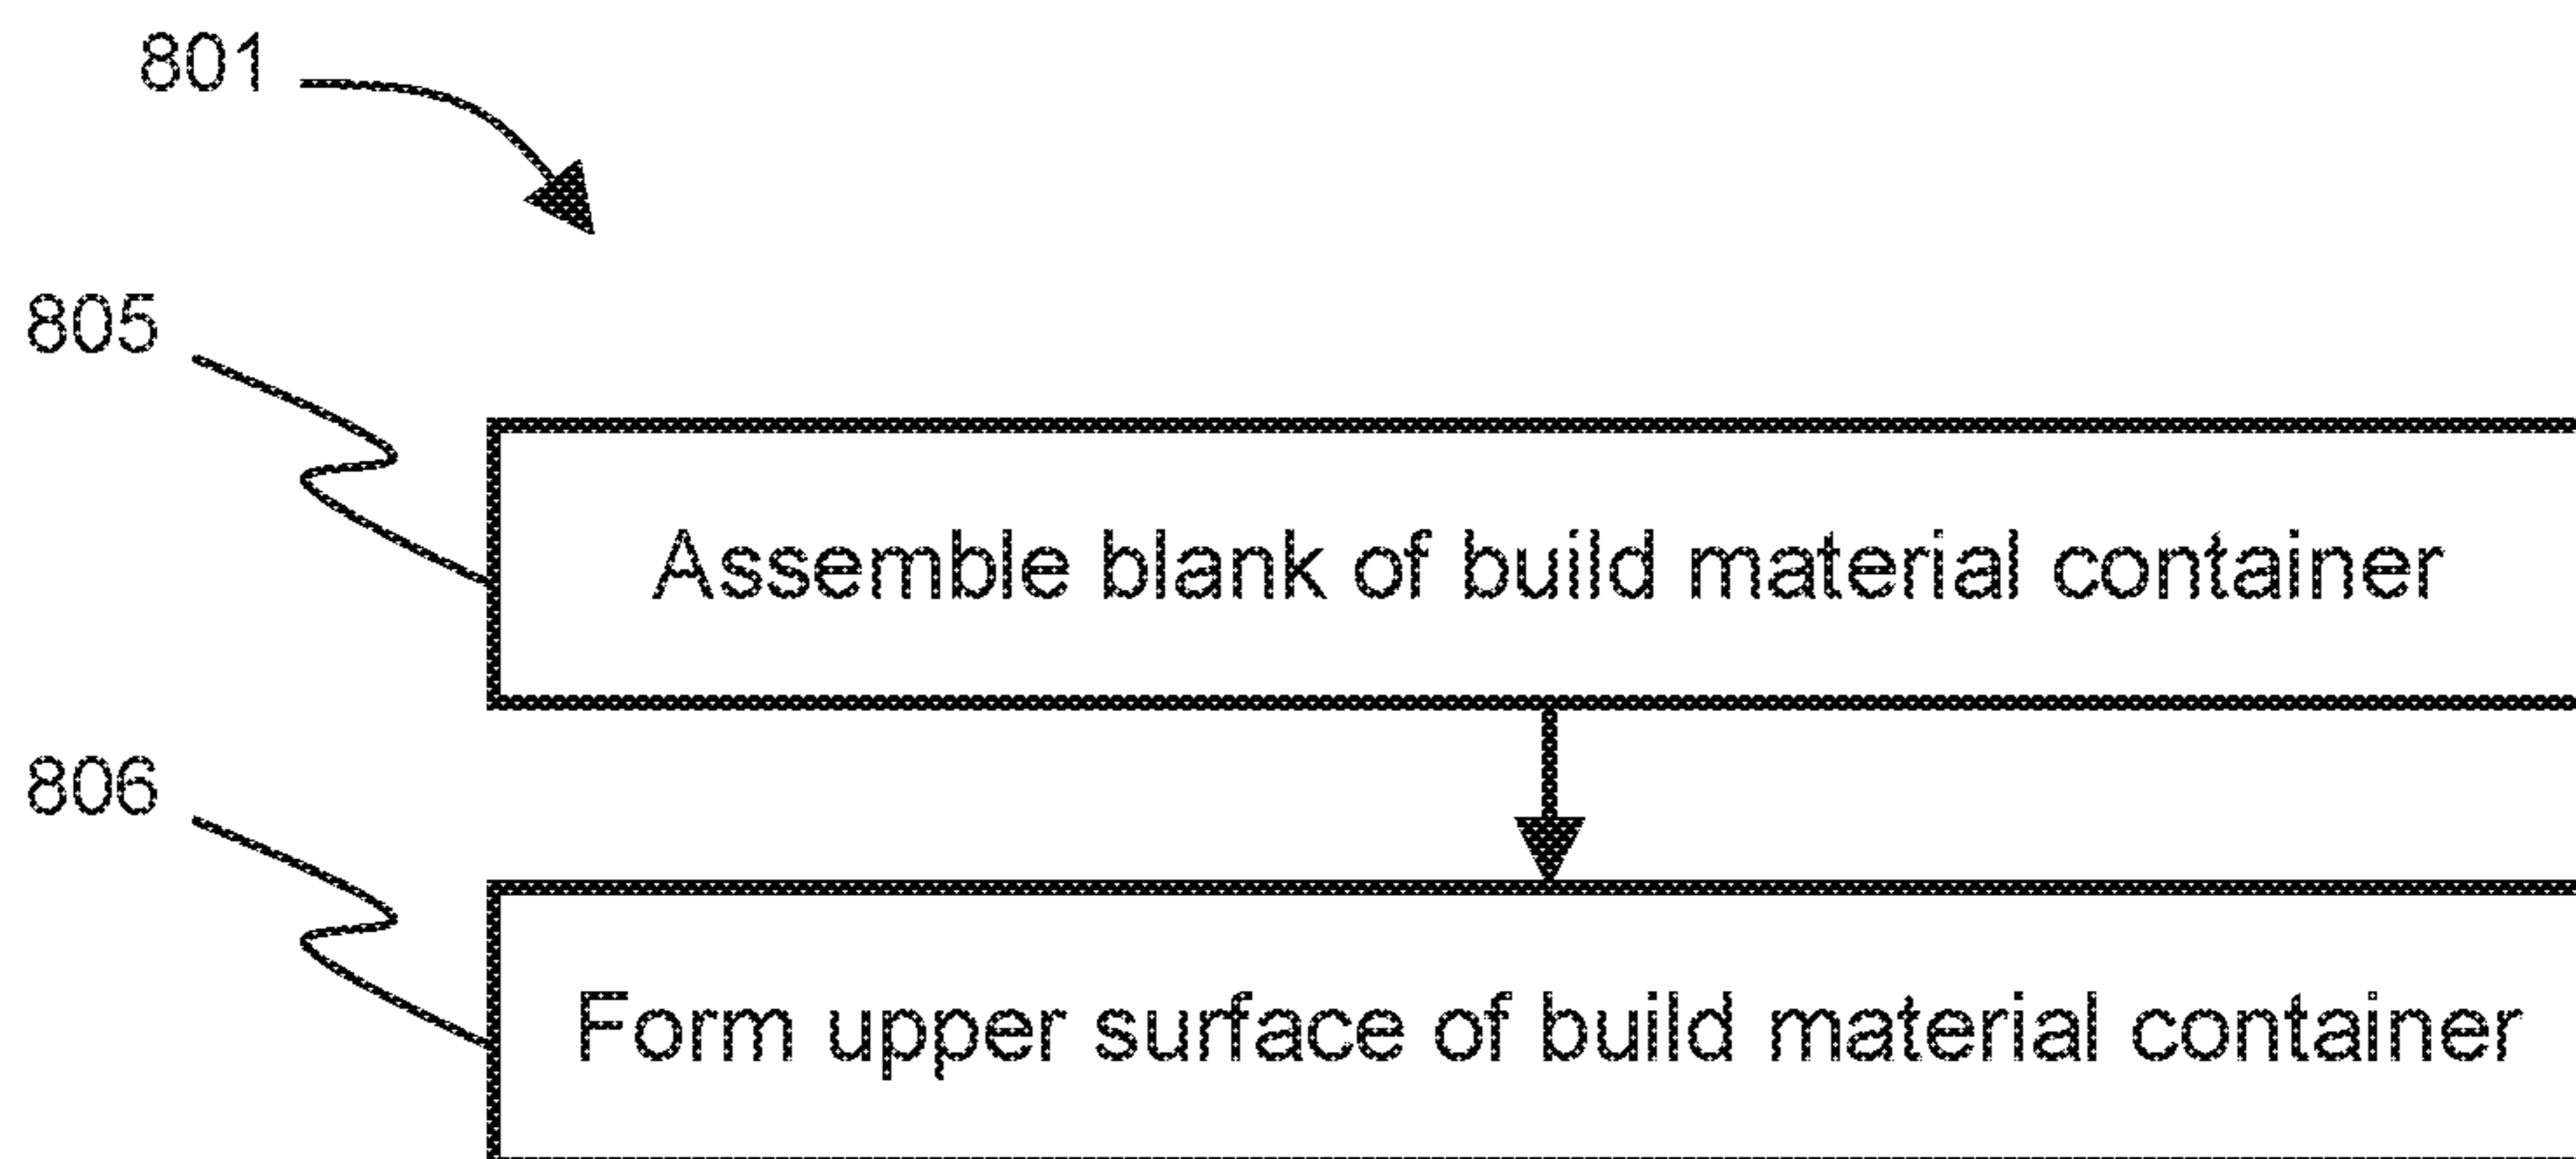 801
805
Assemble blank of build material container
806
Form upper surface of build material container